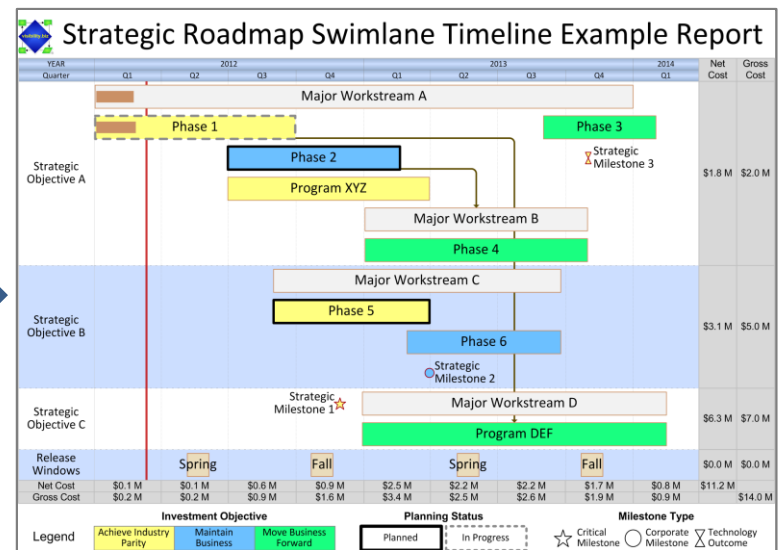 visibility.biz
Strategic Roadmap Swimlane Timeline Example Report
YEAR 2012 2013 2014 Net Gross
Quarter Q1 Q2 Q3 Q4 Q1 Q2 Q3 Q4 Q1 Cost Cost
Major Workstream A
Phase 1
Phase 3
Phase 2
Strategic
Milestone 3
Strategic
Objective A
$1.8 M $2.0 M
Program XYZ
Major Workstream B
Phase 4
Major Workstream C
Phase 5
Strategic
Objective B
$3.1 M $5.0 M
Phase 6
Strategic
Milestone 2
Strategic
Milestone 1
Major Workstream D
Strategic
Objective C
$6.3 M $7.0 M
Program DEF
Release
Windows
Spring Fall Spring Fall $0.0 M $0.0 M
Net Cost $0.1 M $0.1 M $0.6 M $0.9 M $2.5 M $2.2 M $2.2 M $1.7 M $0.8 M $11.2 M
Gross Cost $0.2 M $0.2 M $0.9 M $1.6 M $3.4 M $2.5 M $2.6 M $1.9 M $0.9 M $14.0 M
Legend
Investment Objective
Achieve Industry
Parity
Maintain
Business
Move Business
Forward
Planning Status
Planned In Progress
Milestone Type
Critical
Milestone
Corporate
Milestone
Technology
Outcome